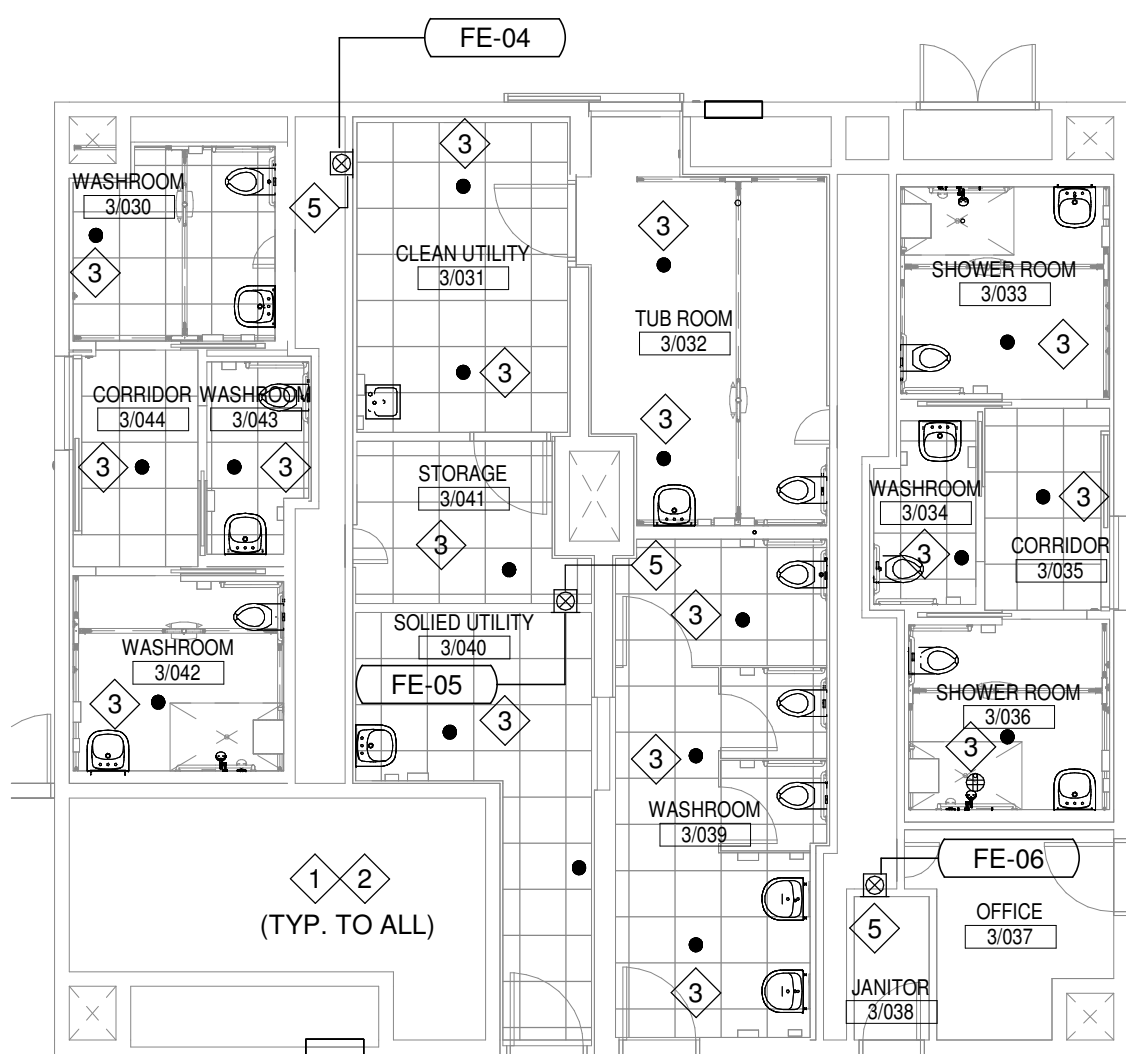 FE-04
3
WASHROOM
3/030
5
3
3
CLEAN UTILITY
3/031
SHOWER ROOM
3/033
TUB ROOM
3/032
3
3
CORRIDOR
3/044
WASHROOM
3/043
3
3
3
STORAGE
3/041
3
WASHROOM
3/034
3
CORRIDOR
3/035
3
3
5
3
SOLIED UTILITY
3/040
WASHROOM
3/042
3
FE-05
3
SHOWER ROOM
3/036
3
3
WASHROOM
3/039
FE-06
1 2
(TYP. TO ALL)
OFFICE
3/037
5
3
JANITOR
3/038